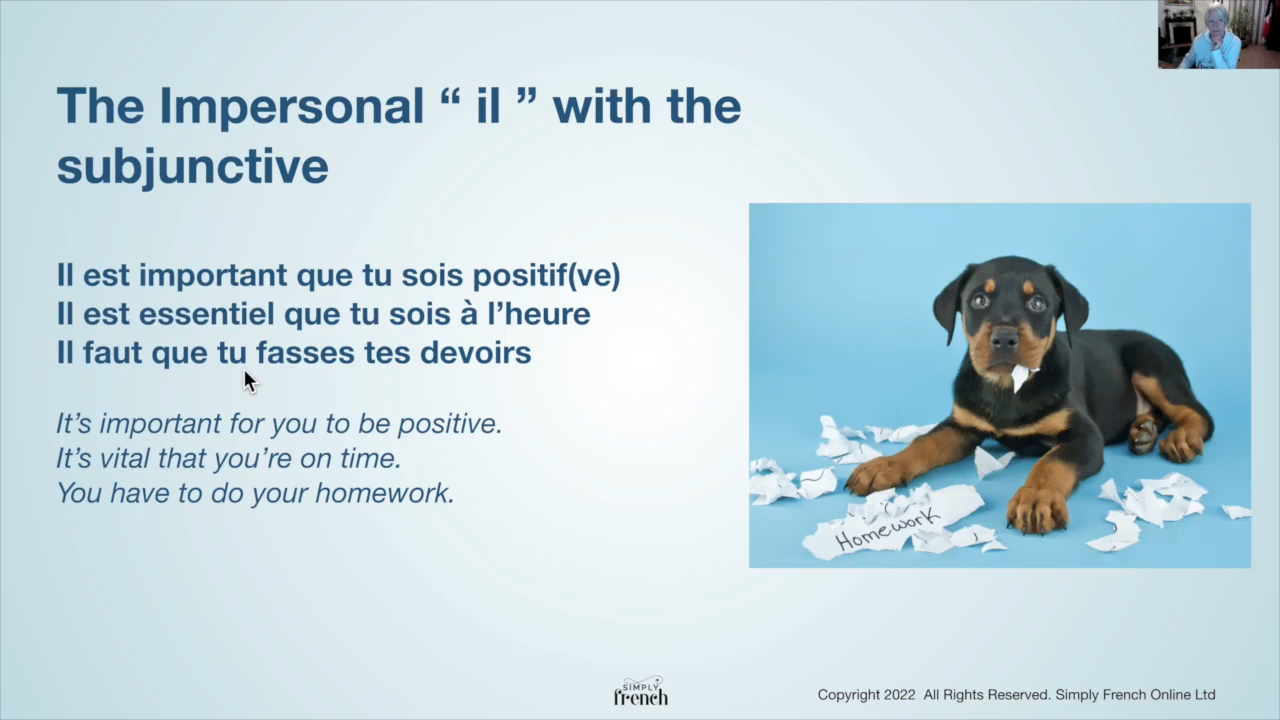 The Impersonal “ il ” with the
subjunctive
Il est important que tu sois positif(ve)
Il est essentiel que tu sois à l’heure
Il faut que tu fasses tes devoirs
It’s important for you to be positive.
It’s vital that you’re on time.
You have to do your homework.
Homework
SIMPLY
french
Copyright 2022 All Rights Reserved. Simply French Online Ltd